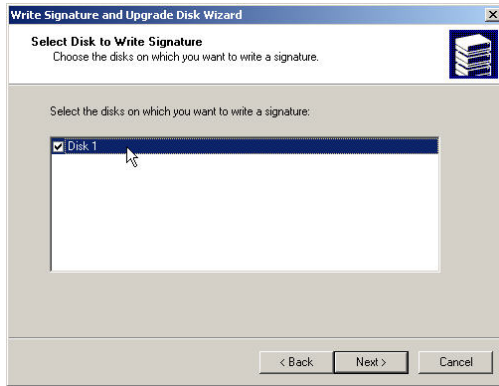 Write Signature and Upgrade Disk Wizard
Select Disk to Write Signature
Choose the disks on which you want to write a signature.
Select the disks on which you want to write a signature:
Disk 1
< Back
Next >
Cancel